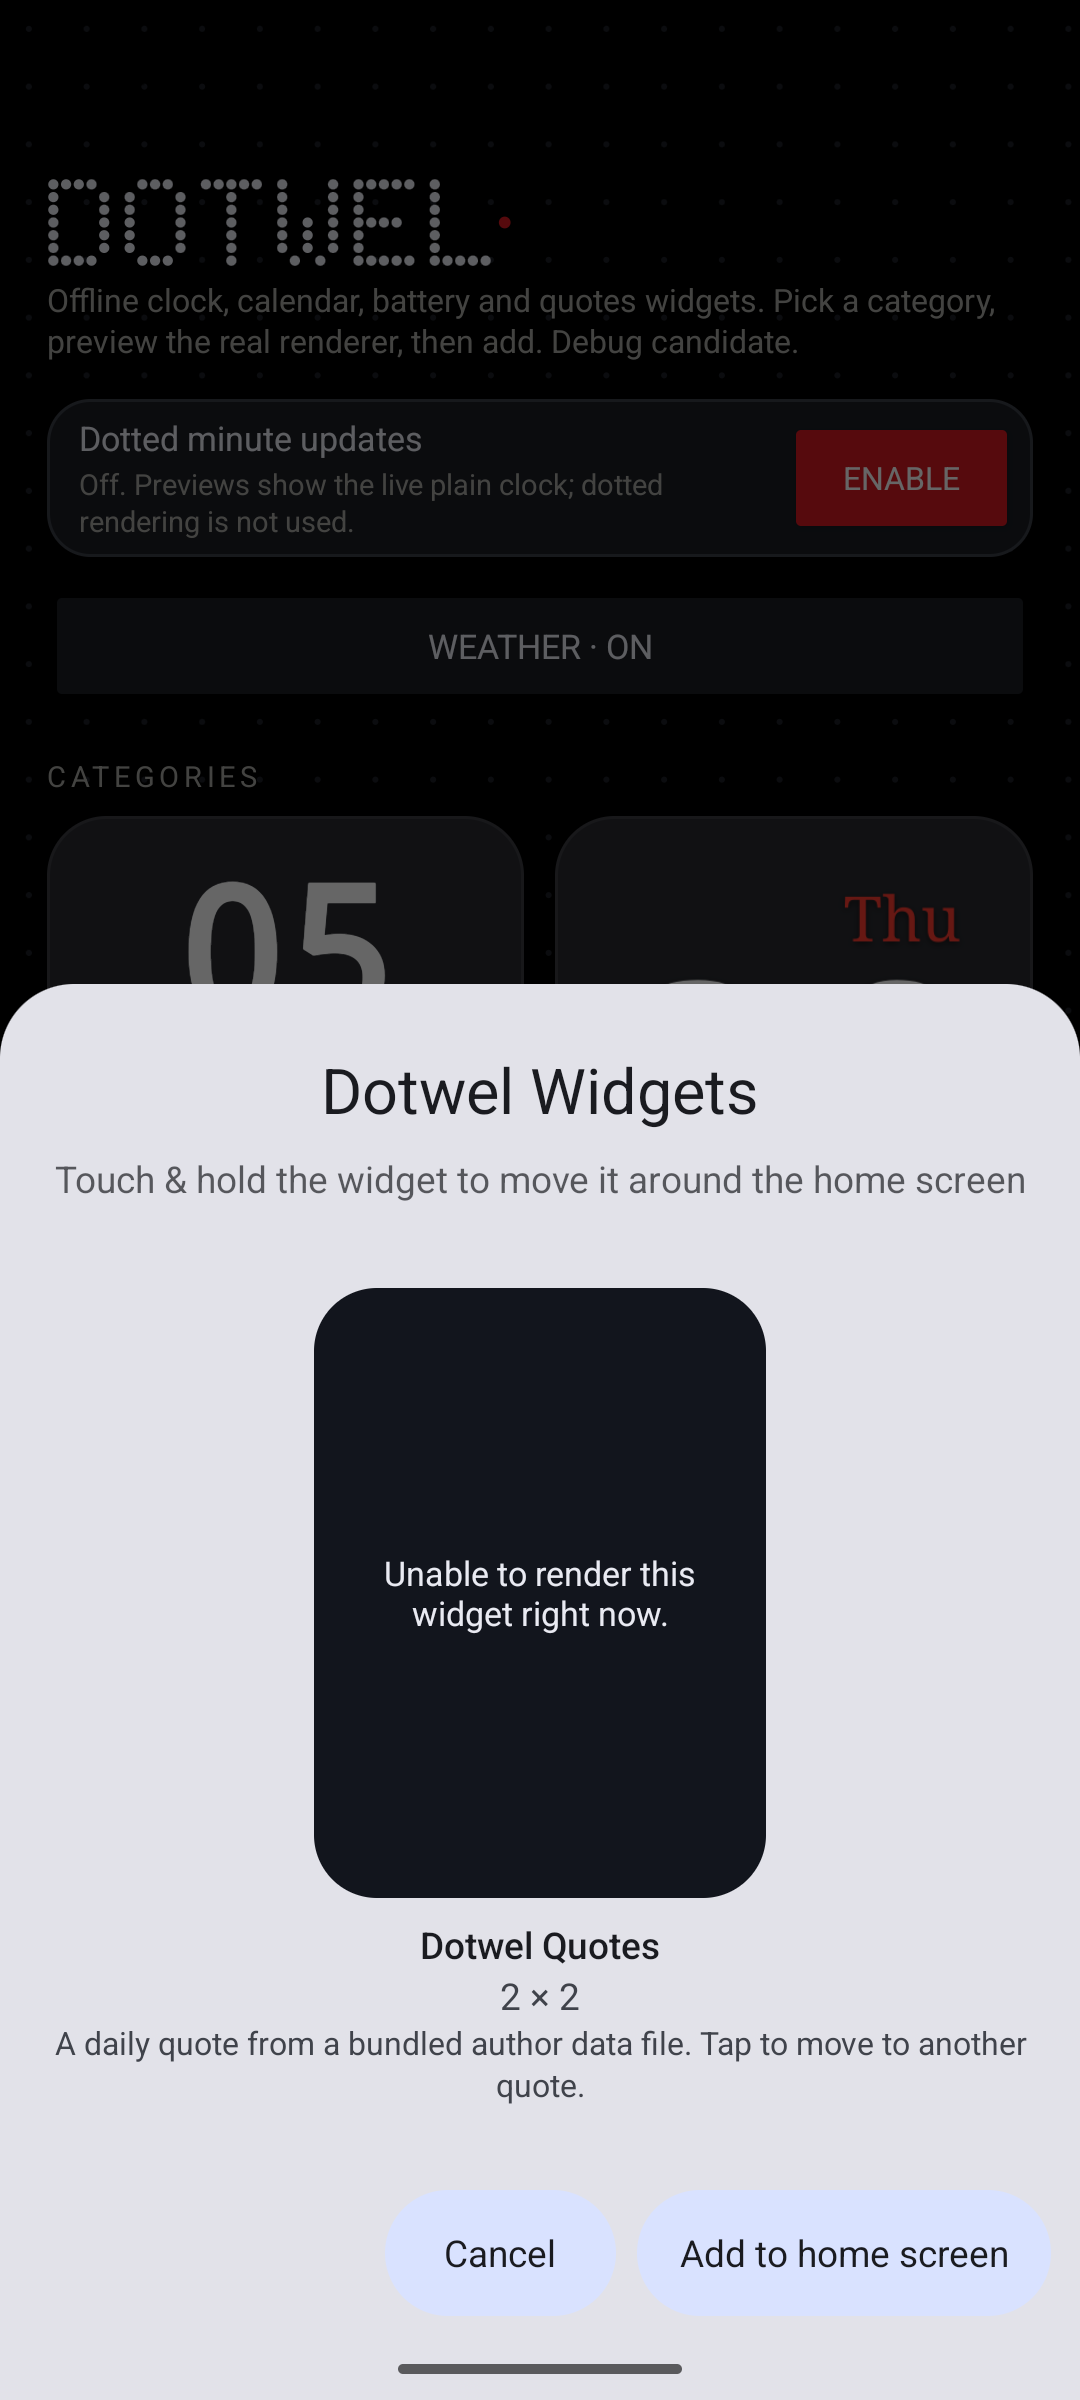 DOTWEL
Offline clock, calendar, battery and quotes widgets. Pick a category,
preview the real renderer, then add. Debug candidate.
Dotted minute updates
Off. Previews show the live plain clock; dotted
rendering is not used.
ENABLE
WEATHER · ON
CATEGORIES
05
Thu
Dotwel Widgets
Touch & hold the widget to move it around the home screen
Unable to render this
widget right now.
Dotwel Quotes
2 × 2
A daily quote from a bundled author data file. Tap to move to another
quote.
Cancel
Add to home screen